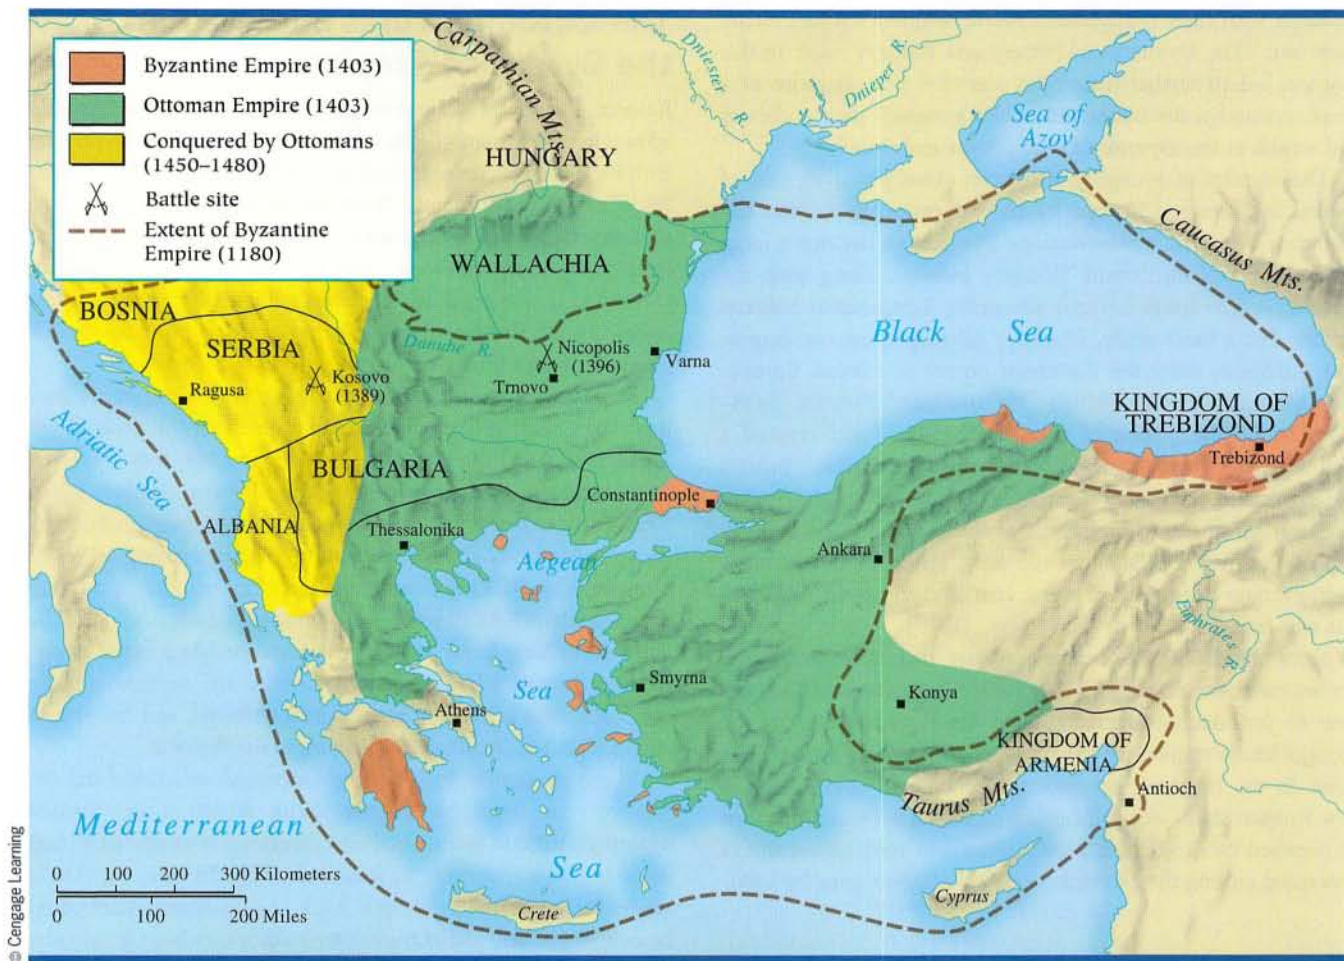 Byzantine Empire (1403)
Ottoman Empire (1403)
Conquered by Ottomans
(1450–1480)
Battle site
Extent of Byzantine
Empire (1180)
Carpathian Mts.
Dniester
R.
Dnieper R.
Sea of
Azov
HUNGARY
Caucasus Mts.
WALLACHIA
BOSNIA
SERBIA
Danube R.
Nicopolis
(1396)
Trnovo
Varna
Black Sea
Kosovo
(1389)
Ragusa
Adriatic
Sea
KINGDOM OF
TREBIZOND
Trebizond
BULGARIA
Constantinople
ALBANIA
Thessalonika
Aegean
Sea
Ankara
Euphrates
R.
Smyrna
Konya
Athens
KINGDOM OF
ARMENIA
Taurus Mts.
Antioch
Mediterranean
Sea
Crete
Cyprus
0 100 200 300 Kilometers
0 100 200 Miles
© Cengage Learning